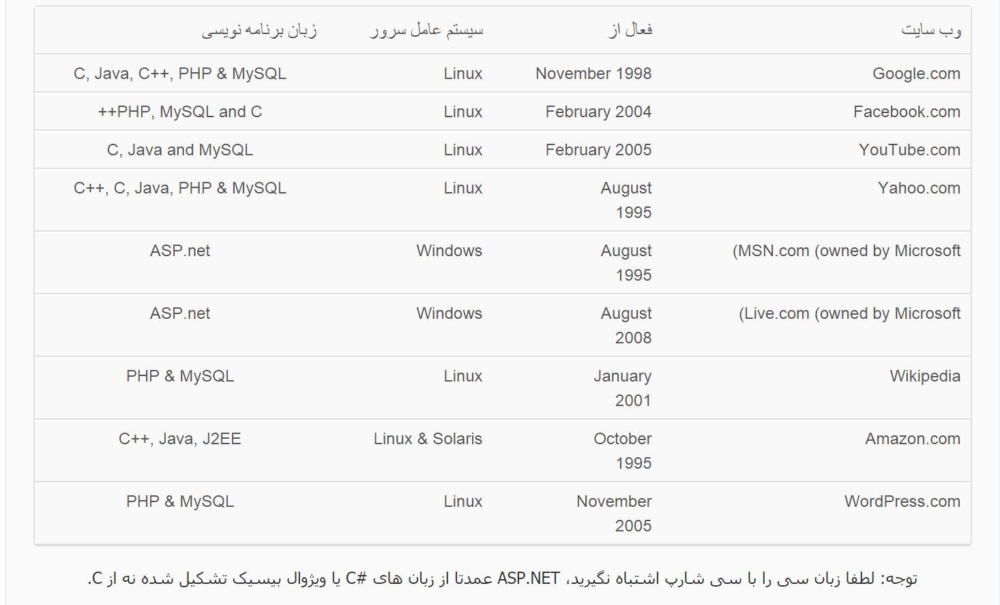 وب سایت فعال از سیستم عامل سرور زبان برنامه نویسی
Google.com November 1998 Linux C, Java, C++, PHP & MySQL
Facebook.com February 2004 Linux ++PHP, MySQL and C
YouTube.com February 2005 Linux C, Java and MySQL
Yahoo.com August Linux C++, C, Java, PHP & MySQL
1995
(MSN.com (owned by Microsoft August Windows ASP.net
1995
(Live.com (owned by Microsoft August Windows ASP.net
2008
Wikipedia January Linux PHP & MySQL
2001
Amazon.com October Linux & Solaris C++, Java, J2EE
1995
WordPress.com November Linux PHP & MySQL
2005
توجه: لطفا زبان سی را با سی شارپ اشتباه نگیرید، ASP.NET عمدتا از زبان های C# یا ویژوال بیسیک تشکیل شده نه از C.